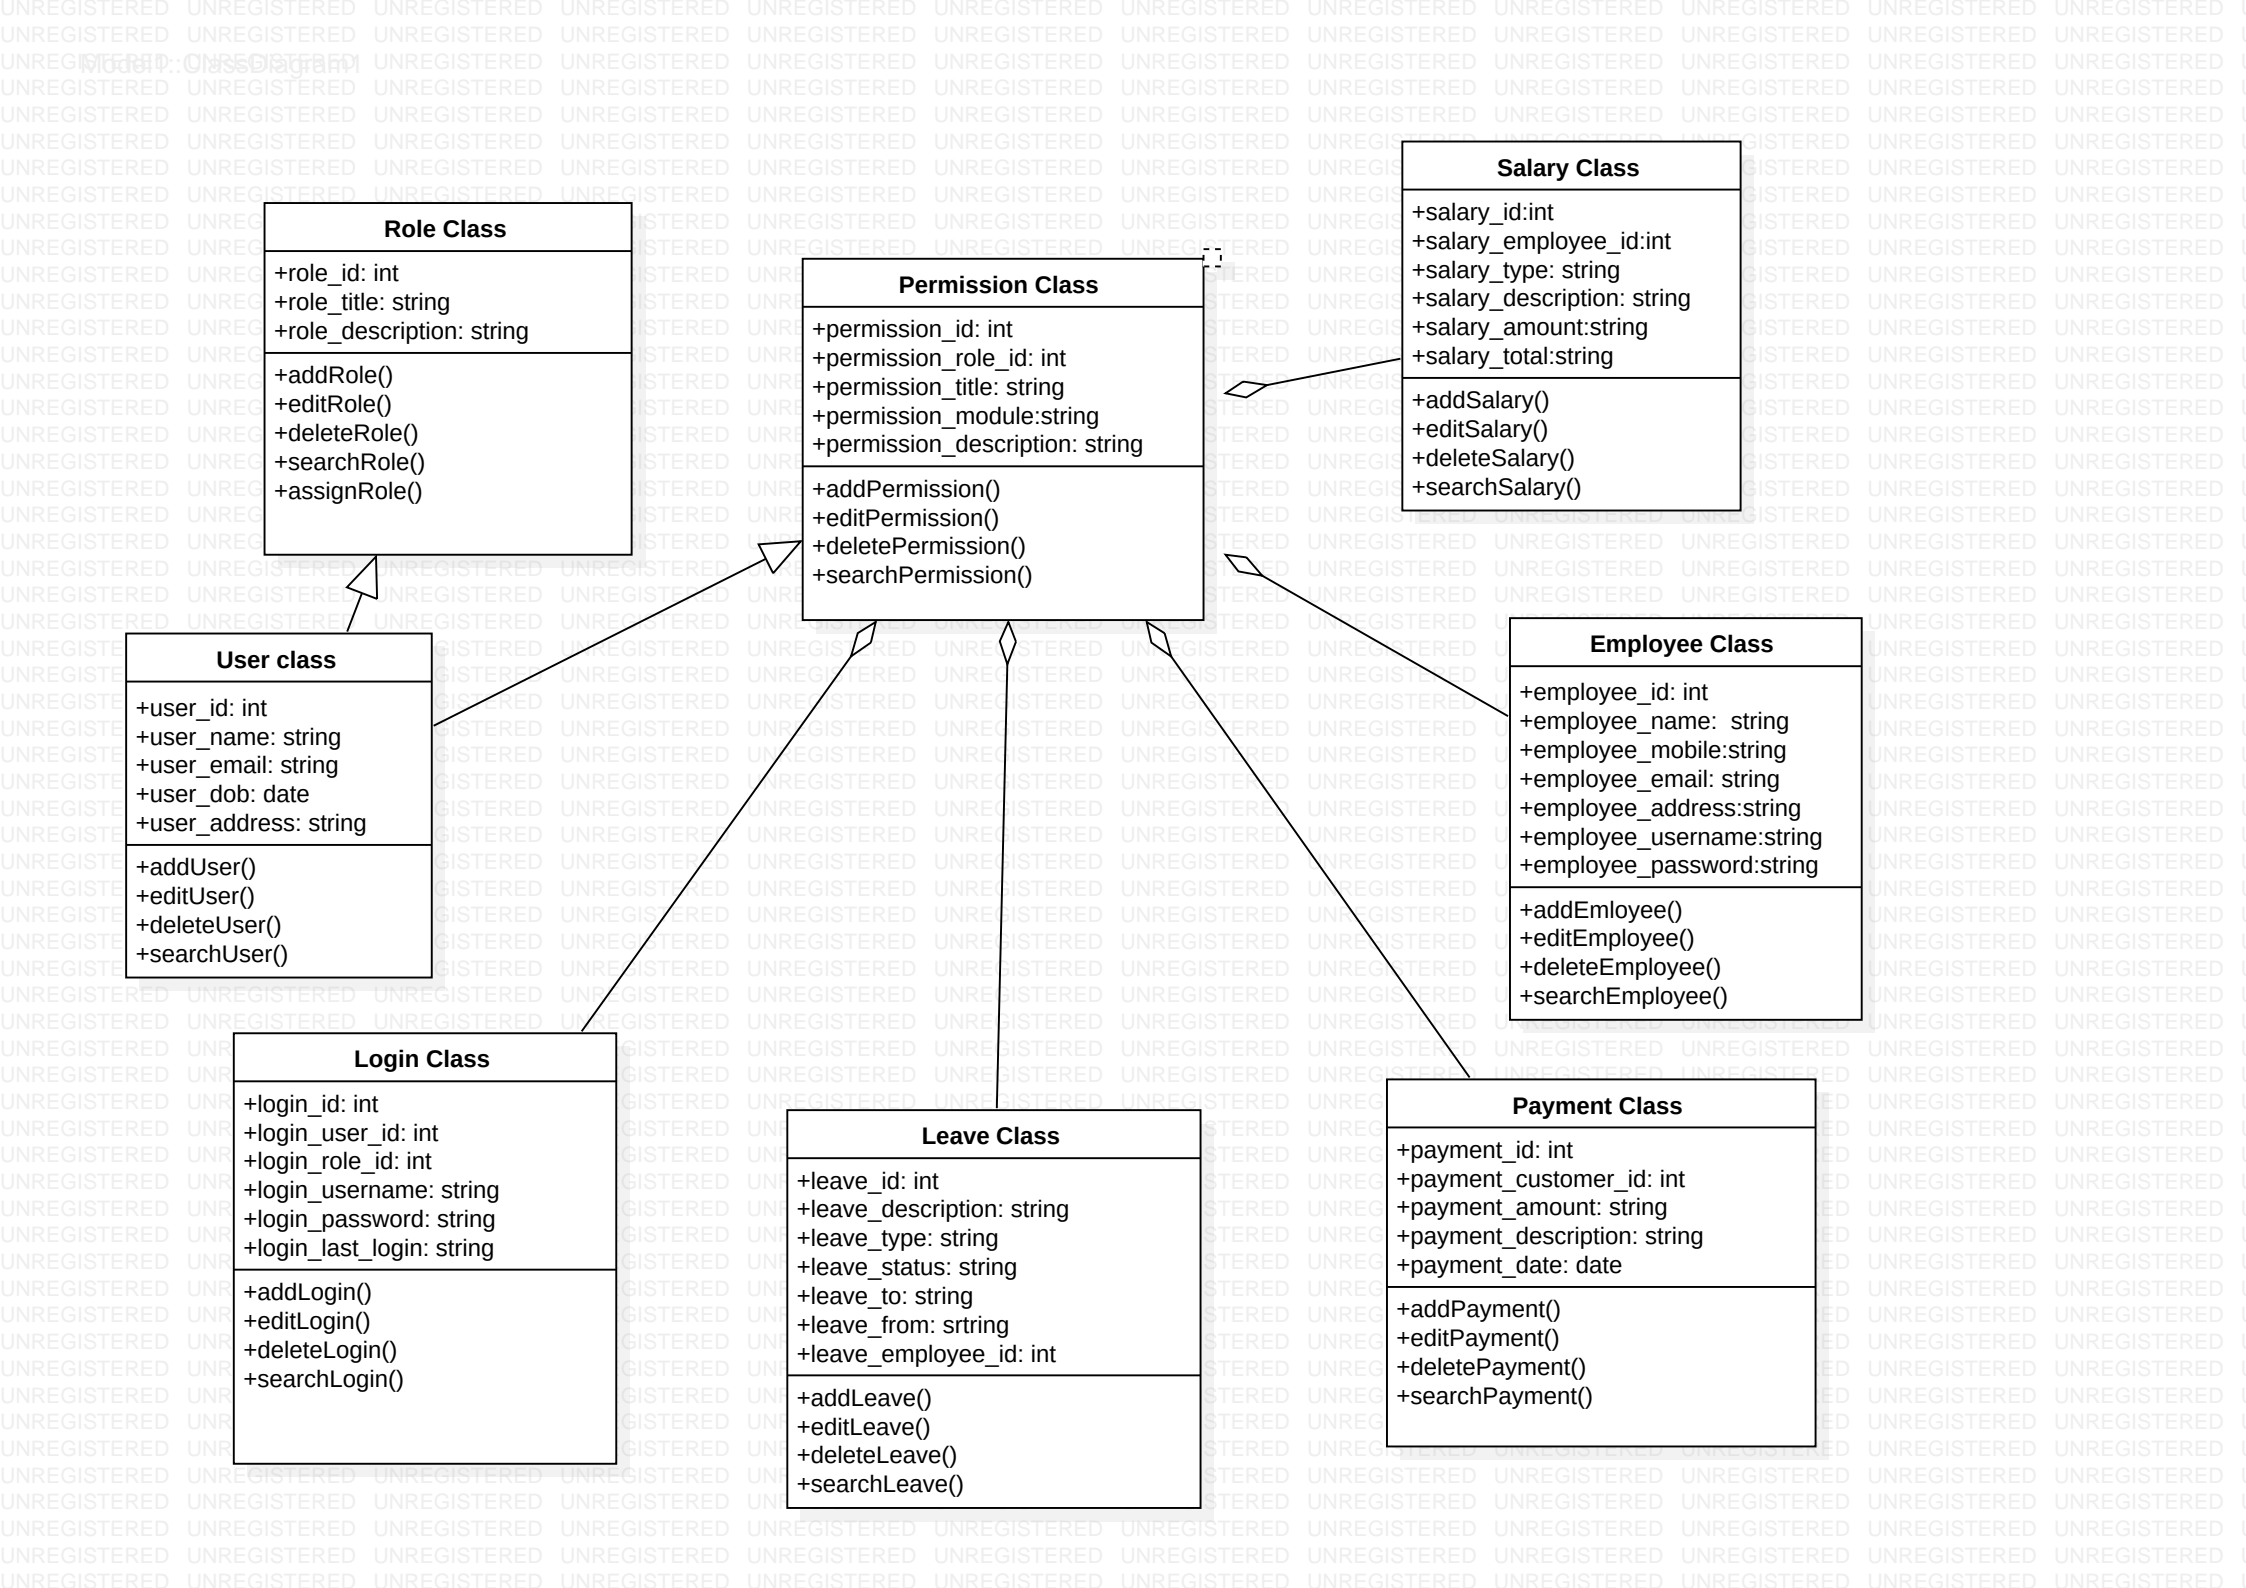 Model1::ClassDiagram1
UNREGISTERED
Role Class
+role_id: int
+role_title: string
+role_description: string
+addRole()
+editRole()
+deleteRole()
+searchRole()
+assignRole()
Permission Class
+permission_id: int
+permission_role_id: int
+permission_title: string
+permission_module:string
+permission_description: string
+addPermission()
+editPermission()
+deletePermission()
+searchPermission()
Salary Class
+salary_id:int
+salary_employee_id:int
+salary_type: string
+salary_description: string
+salary_amount:string
+salary_total:string
+addSalary()
+editSalary()
+deleteSalary()
+searchSalary()
User class
+user_id: int
+user_name: string
+user_email: string
+user_dob: date
+user_address: string
+addUser()
+editUser()
+deleteUser()
+searchUser()
Employee Class
+employee_id: int
+employee_name:  string
+employee_mobile:string
+employee_email: string
+employee_address:string
+employee_username:string
+employee_password:string
+addEmloyee()
+editEmployee()
+deleteEmployee()
+searchEmployee()
Login Class
+login_id: int
+login_user_id: int
+login_role_id: int
+login_username: string
+login_password: string
+login_last_login: string
+addLogin()
+editLogin()
+deleteLogin()
+searchLogin()
Leave Class
+leave_id: int
+leave_description: string
+leave_type: string
+leave_status: string
+leave_to: string
+leave_from: srtring
+leave_employee_id: int
+addLeave()
+editLeave()
+deleteLeave()
+searchLeave()
Payment Class
+payment_id: int
+payment_customer_id: int
+payment_amount: string
+payment_description: string
+payment_date: date
+addPayment()
+editPayment()
+deletePayment()
+searchPayment()